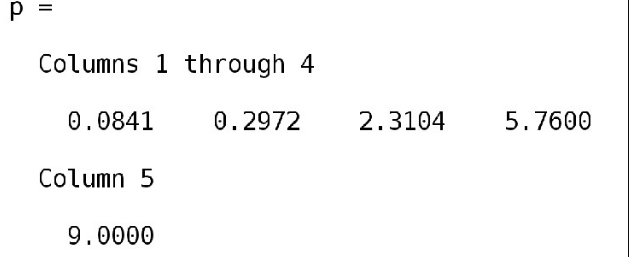 p =
Columns 1 through 4
0.0841 0.2972 2.3104 5.7600
Column 5
9.0000